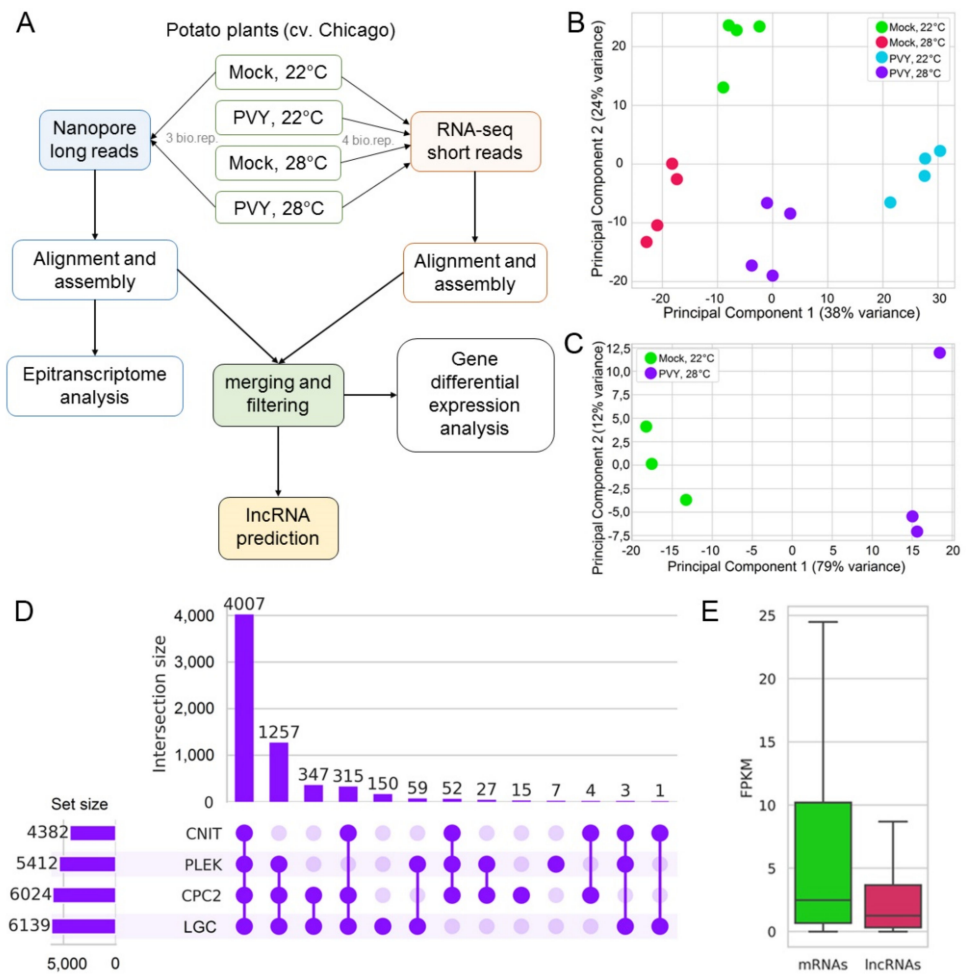 A
Potato plants (cv. Chicago)
Mock, 22°C
PVY, 22°C
Mock, 28°C
PVY, 28°C
3 bio.rep.
4 bio.rep.
Nanopore
long reads
RNA-seq
short reads
Alignment and
assembly
Alignment and
assembly
Epitranscriptome
analysis
merging and
filtering
Gene
differential
expression
analysis
lncRNA
prediction
B
Principal Component 2 (24% variance)
20
10
0
-10
-20
Mock, 22°C
Mock, 28°C
PVY, 22°C
PVY, 28°C
-20
-10
0
10
20
30
Principal Component 1 (38% variance)
C
Principal Component 2 (12% variance)
12,5
10,0
7,5
5,0
2,5
0,0
-2,5
-5,0
-7,5
Mock, 22°C
PVY, 28°C
-20
-15
-10
-5
0
5
10
15
20
Principal Component 1 (79% variance)
D
Intersection size
4,000
3,000
2,000
1,000
0
4007
1257
347
315
150
59
52
27
15
7
4
3
1
Set size
4382
5412
6024
6139
5,000
0
CNIT
PLEK
CPC2
LGC
E
FPKM
25
20
15
10
5
0
mRNAs
lncRNAs